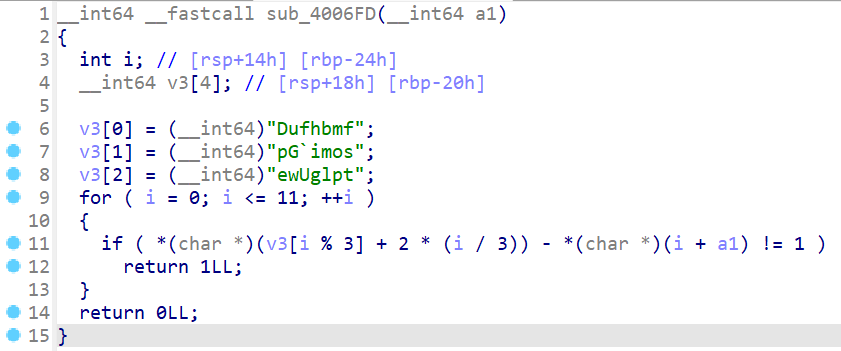 1 __int64 __fastcall sub_4006FD(__int64 a1)
2 {
3   int i; // [rsp+14h] [rbp-24h]
4   __int64 v3[4]; // [rsp+18h] [rbp-20h]
5
6   v3[0] = (__int64)"Dufhbmf";
7   v3[1] = (__int64)"pG`imos";
8   v3[2] = (__int64)"ewUglpt";
9   for ( i = 0; i <= 11; ++i )
10   {
11     if ( *(char *)(v3[i % 3] + 2 * (i / 3)) - *(char *)(i + a1) != 1 )
12       return 1LL;
13   }
14   return 0LL;
15 }